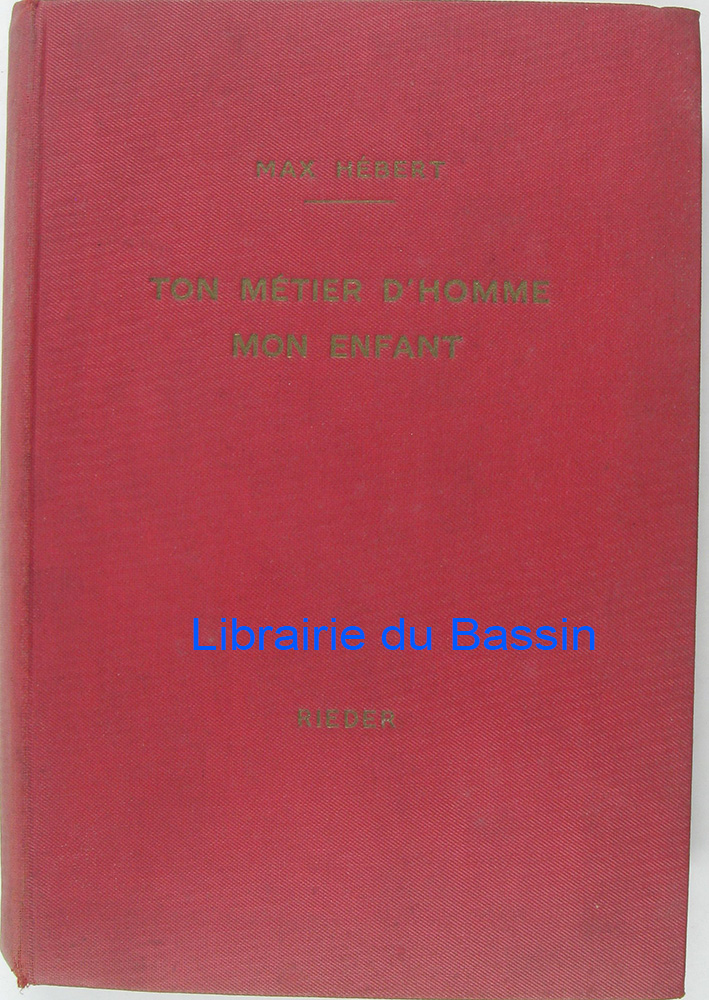 MAX HÉBERT
TON MÉTIER D'HOMME
MON ENFANT
Librairie du Bassin
RIEDER